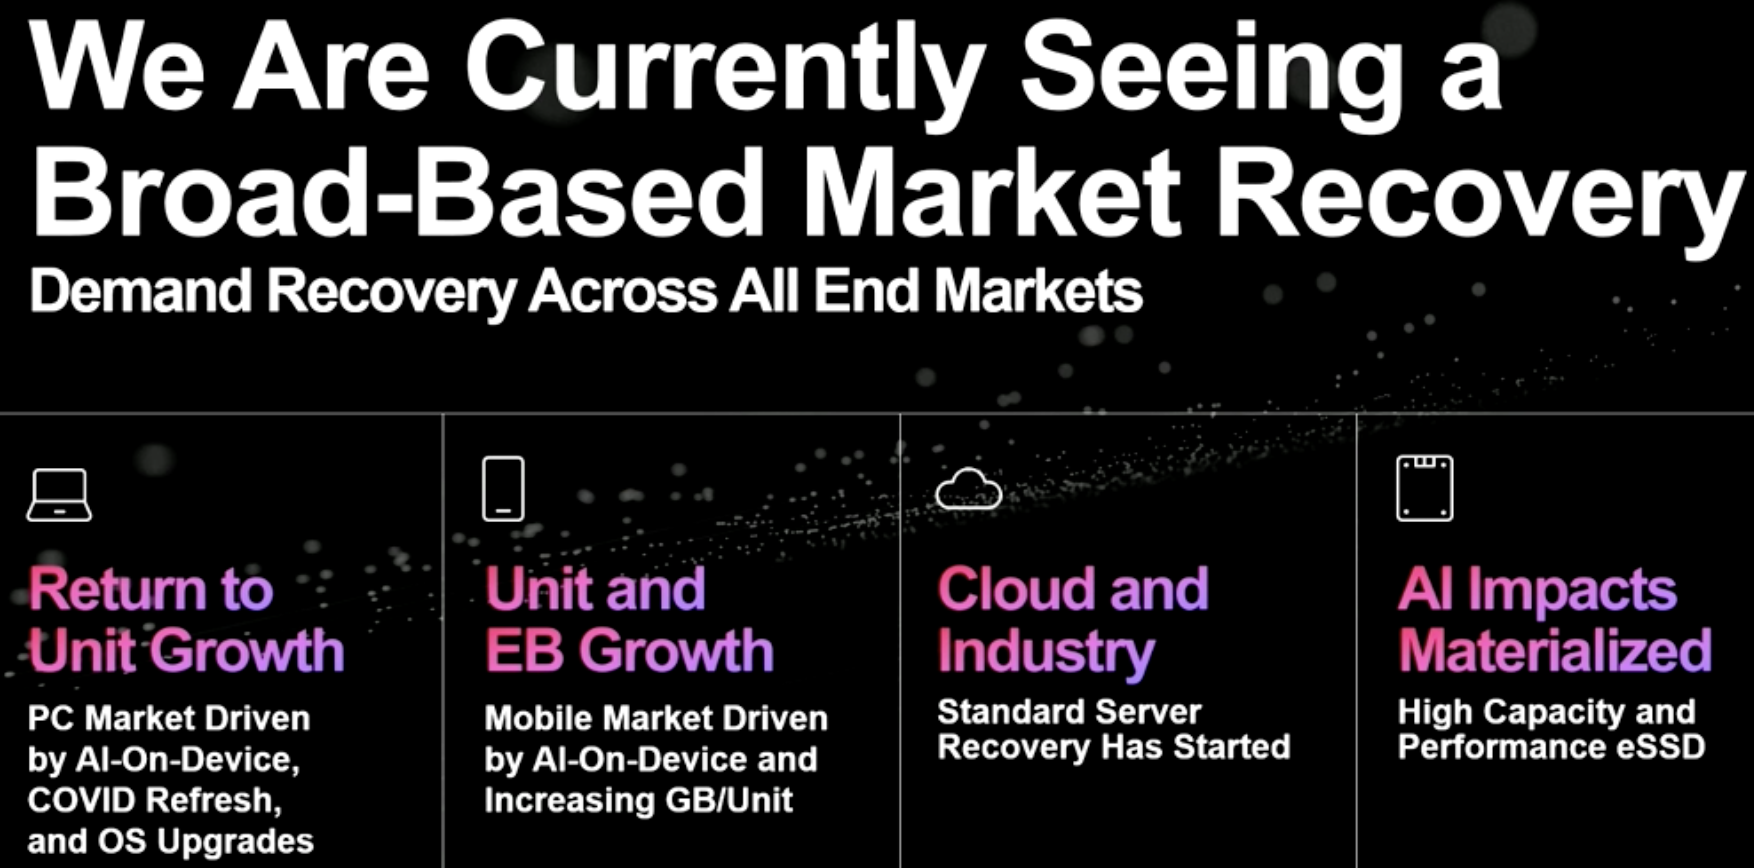 We Are Currently Seeing a
Broad-Based Market Recovery
Demand Recovery Across All End Markets
Return to
Unit Growth
PC Market Driven
by AI-On-Device,
COVID Refresh,
and OS Upgrades
Unit and
EB Growth
Mobile Market Driven
by AI-On-Device and
Increasing GB/Unit
Cloud and
Industry
Standard Server
Recovery Has Started
AI Impacts
Materialized
High Capacity and
Performance eSSD